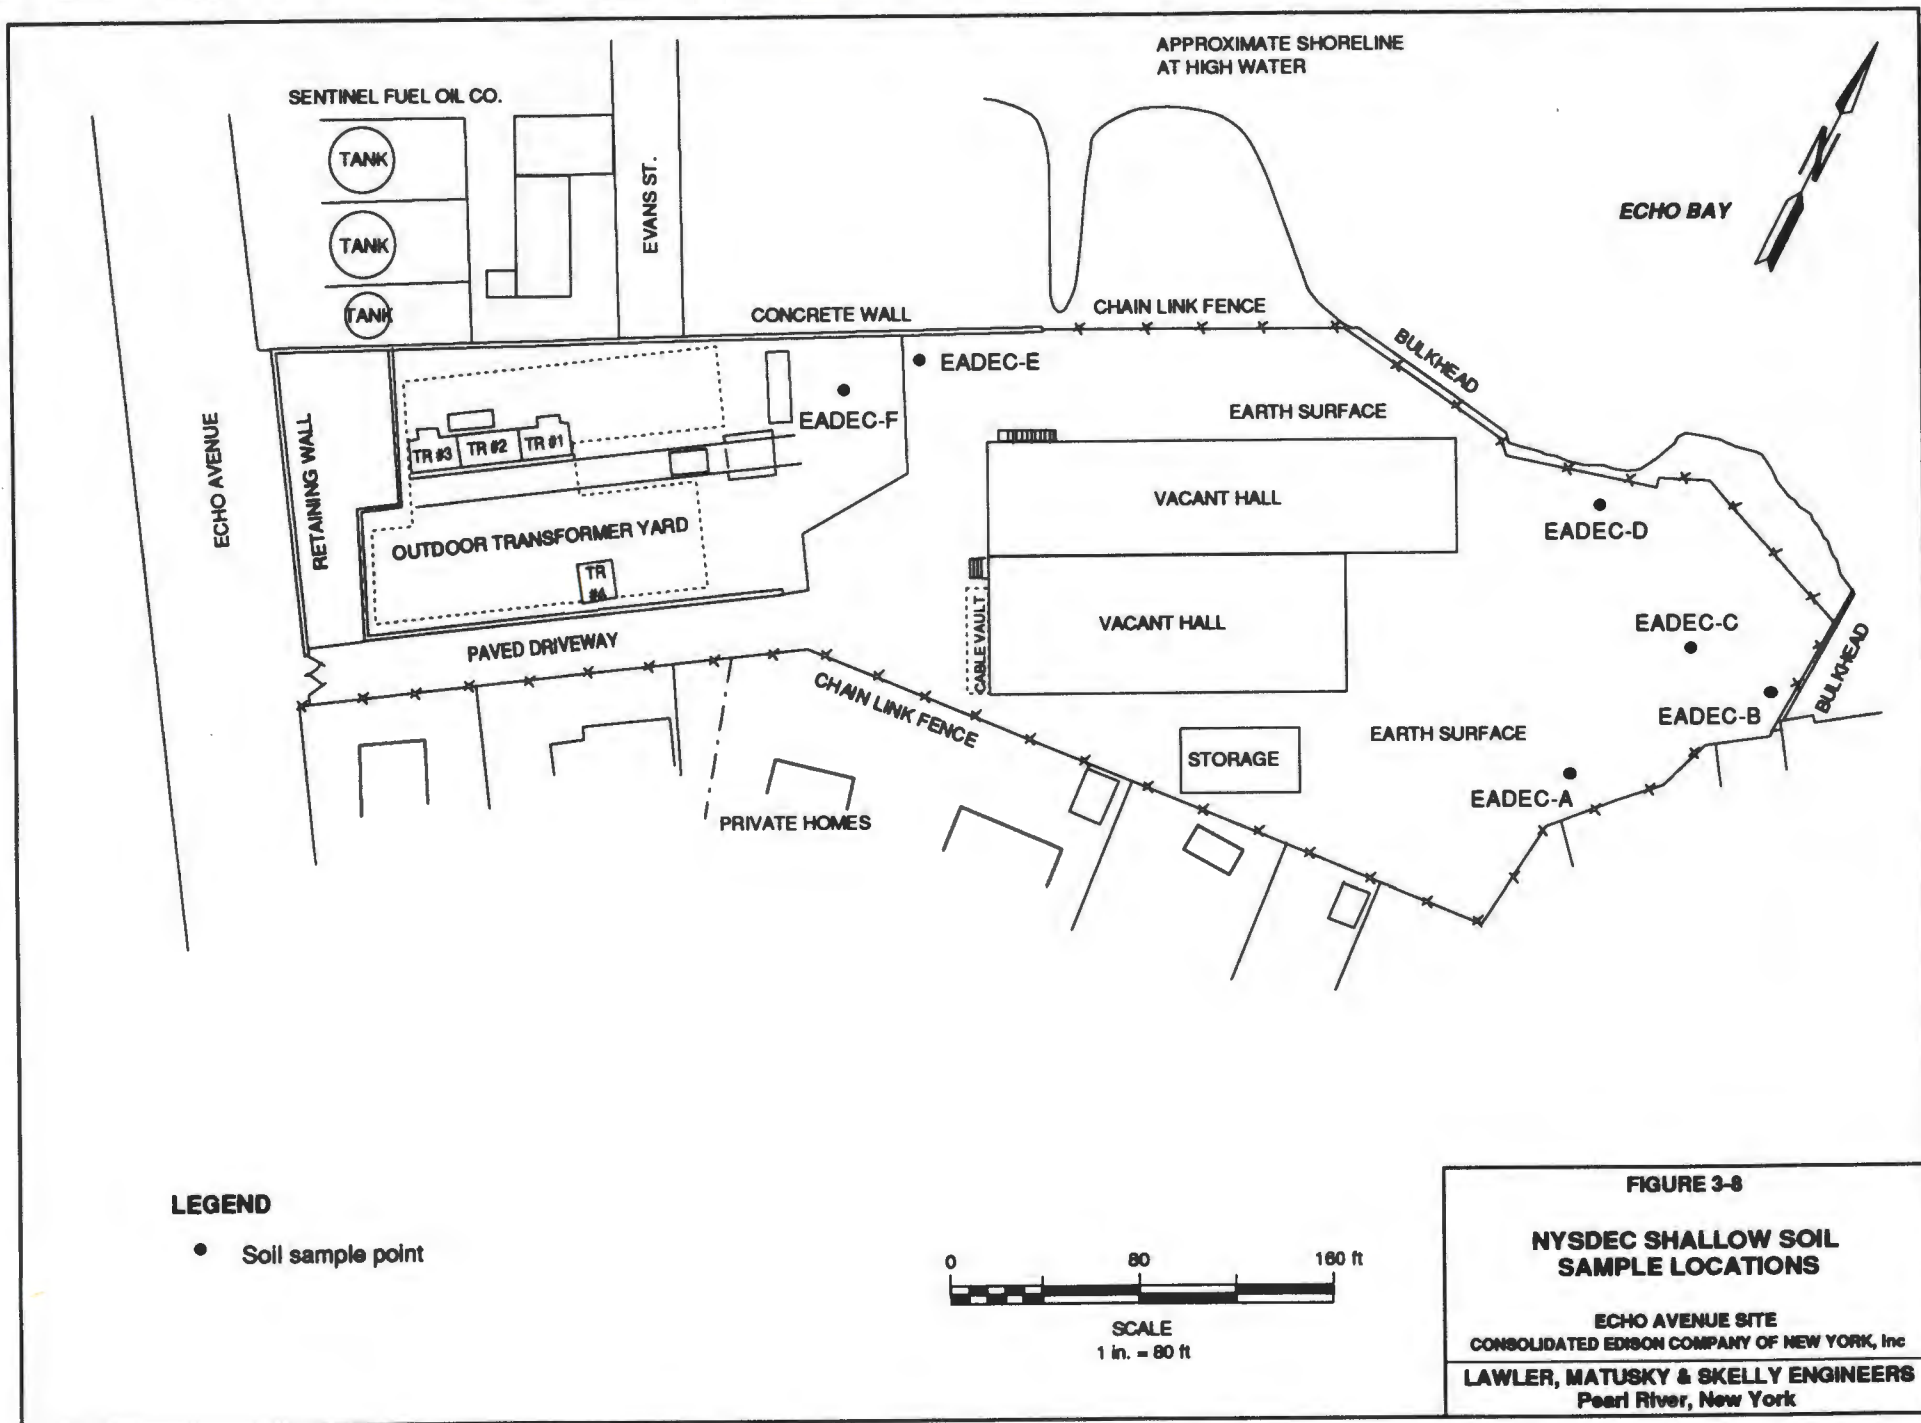 APPROXIMATE SHORELINE
AT HIGH WATER
SENTINEL FUEL OIL CO.
TANK
TANK
TANK
EVANS ST.
ECHO BAY
N
CONCRETE WALL
CHAIN LINK FENCE
BULKHEAD
EADEC-E
EADEC-F
EARTH SURFACE
ECHO AVENUE
RETAINING WALL
TR #3
TR #2
TR #1
VACANT HALL
EADEC-D
OUTDOOR TRANSFORMER YARD
TR
#4
CABLE VAULT
VACANT HALL
EADEC-C
BULKHEAD
PAVED DRIVEWAY
CHAIN LINK FENCE
EADEC-B
EARTH SURFACE
STORAGE
EADEC-A
PRIVATE HOMES
LEGEND
Soil sample point
0 80 160 ft
SCALE
1 in. = 80 ft
FIGURE 3-8
NYSDEC SHALLOW SOIL
SAMPLE LOCATIONS
ECHO AVENUE SITE
CONSOLIDATED EDISON COMPANY OF NEW YORK, Inc
LAWLER, MATUSKY & SKELLY ENGINEERS
Pearl River, New York